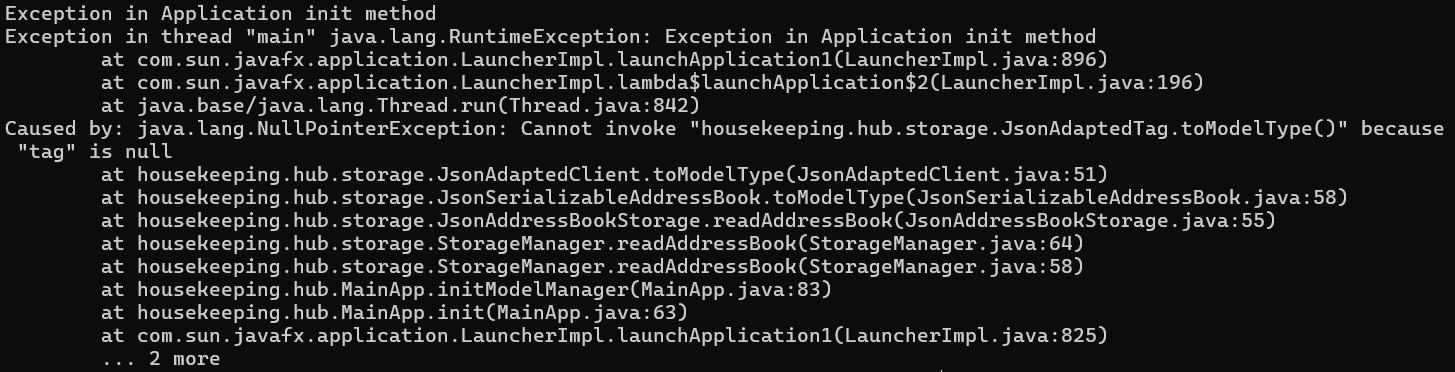 Exception in Application init method
Exception in thread "main" java.lang.RuntimeException: Exception in Application init method
        at com.sun.javafx.application.LauncherImpl.launchApplication1(LauncherImpl.java:896)
        at com.sun.javafx.application.LauncherImpl.lambda$launchApplication$2(LauncherImpl.java:196)
        at java.base/java.lang.Thread.run(Thread.java:842)
Caused by: java.lang.NullPointerException: Cannot invoke "housekeeping.hub.storage.JsonAdaptedTag.toModelType()" because
 "tag" is null
        at housekeeping.hub.storage.JsonAdaptedClient.toModelType(JsonAdaptedClient.java:51)
        at housekeeping.hub.storage.JsonSerializableAddressBook.toModelType(JsonSerializableAddressBook.java:58)
        at housekeeping.hub.storage.JsonAddressBookStorage.readAddressBook(JsonAddressBookStorage.java:55)
        at housekeeping.hub.storage.StorageManager.readAddressBook(StorageManager.java:64)
        at housekeeping.hub.storage.StorageManager.readAddressBook(StorageManager.java:58)
        at housekeeping.hub.MainApp.initModelManager(MainApp.java:83)
        at housekeeping.hub.MainApp.init(MainApp.java:63)
        at com.sun.javafx.application.LauncherImpl.launchApplication1(LauncherImpl.java:825)
        ... 2 more